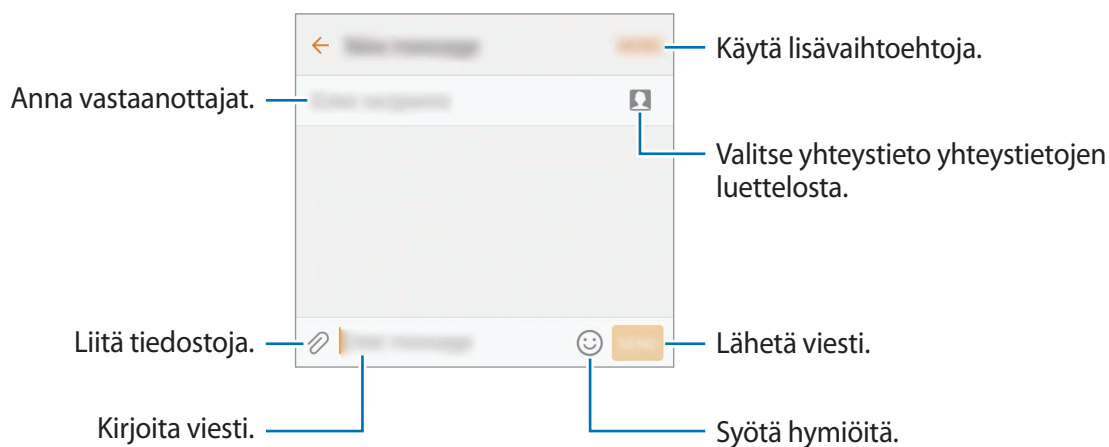 Käytä lisävaihtoehtoja.
Anna vastaanottajat.
Valitse yhteystieto yhteystietojen
luettelosta.
Liitä tiedostoja.
Lähetä viesti.
Kirjoita viesti.
Syötä hymiöitä.